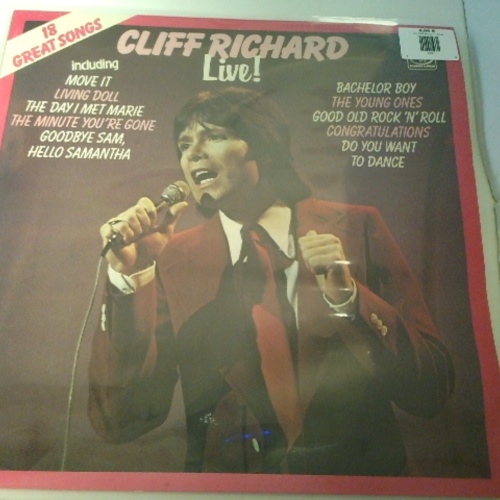 18
GREAT SONGS
CLIFF RICHARD
Live!
including
MOVE IT
LIVING DOLL
THE DAY I MET MARIE
THE MINUTE YOU'RE GONE
GOODBYE SAM,
HELLO SAMANTHA
BACHELOR BOY
THE YOUNG ONES
GOOD OLD ROCK 'N' ROLL
CONGRATULATIONS
DO YOU WANT
TO DANCE